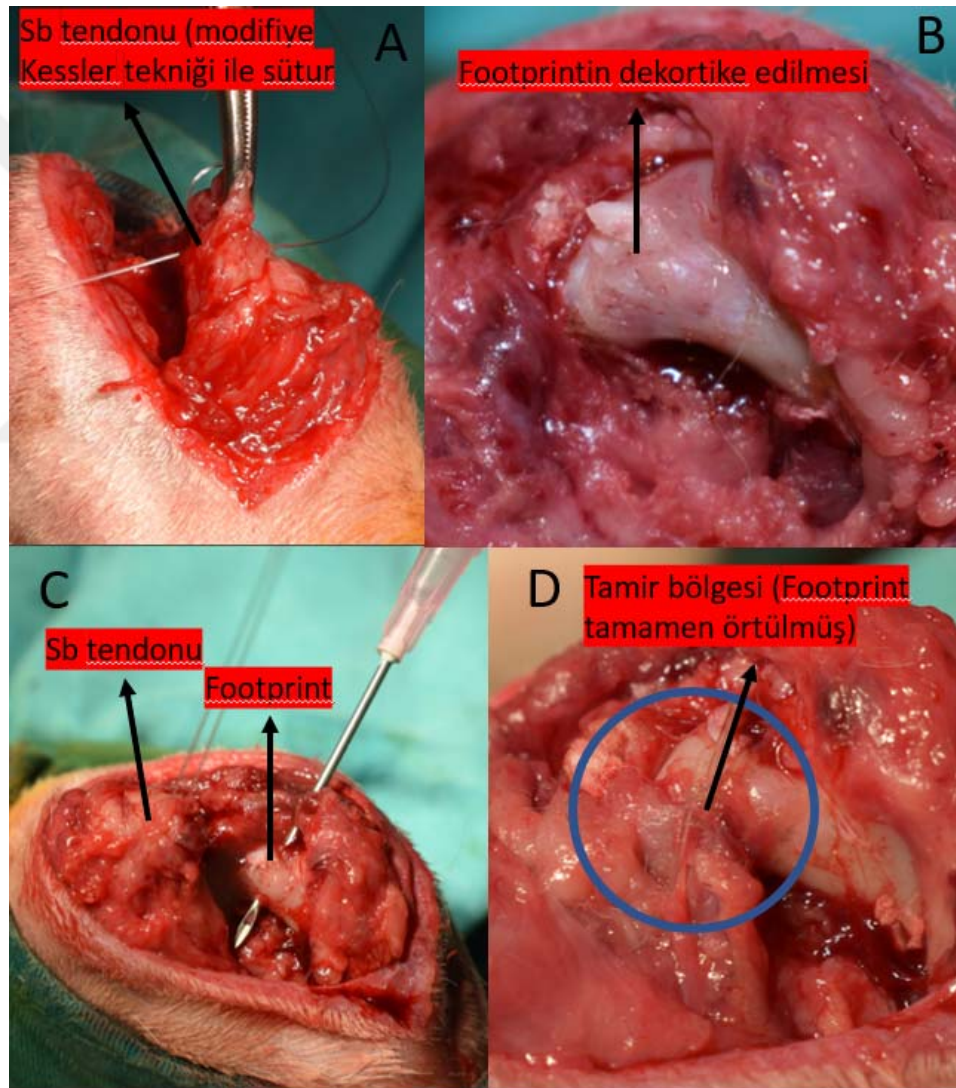 Sb tendonu (modifiye
Kessler tekniği ile sütur
A
B
Footprintin dekortike edilmesi
C
Sb tendonu
Footprint
D
Tamir bölgesi (Footprint
tamamen örtülmüş)